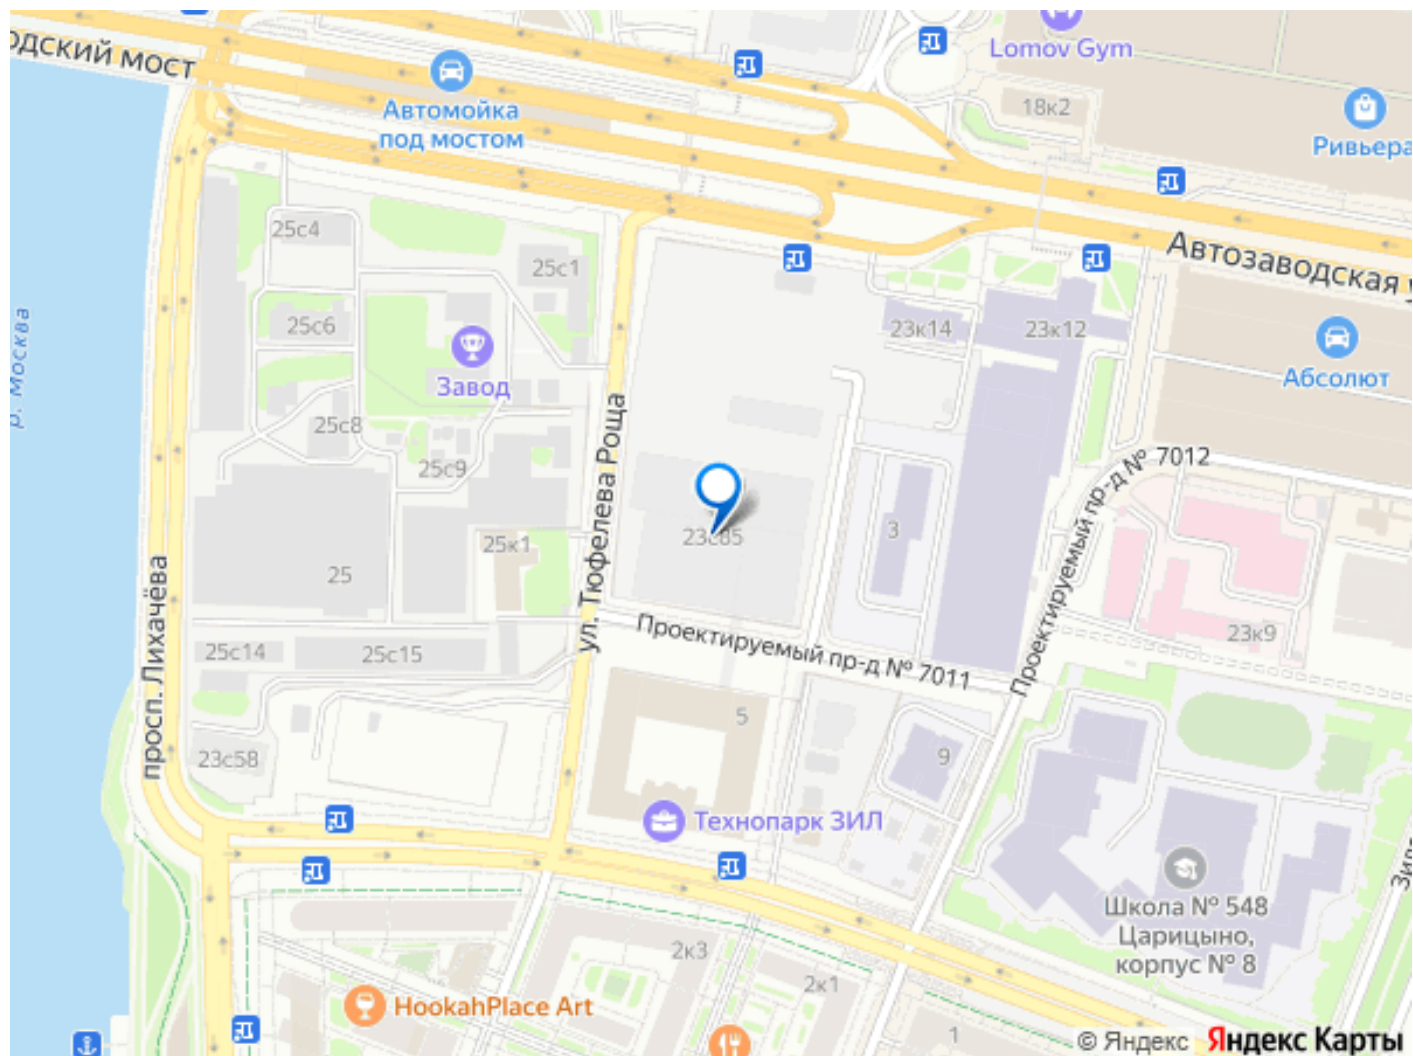 одский мост
Автомойка
под мостом
Lomov Gym
18к2
Ривьера
25с4
25с1
Автозаводская у
25с6
23к14
23к12
Завод
Абсолют
р. Москва
25с8
25с9
ул. Тюфелева Роща
Проектируемый пр-д № 7012
23с85
3
25к1
25
просп. Лихачёва
Проектируемый пр-д № 7011
23к9
25с14
25с15
5
23с58
9
Технопарк ЗИЛ
Школа № 548
Царицыно,
корпус № 8
Зил
2к3
2к1
HookahPlace Art
1
© Яндекс Яндекс Карты